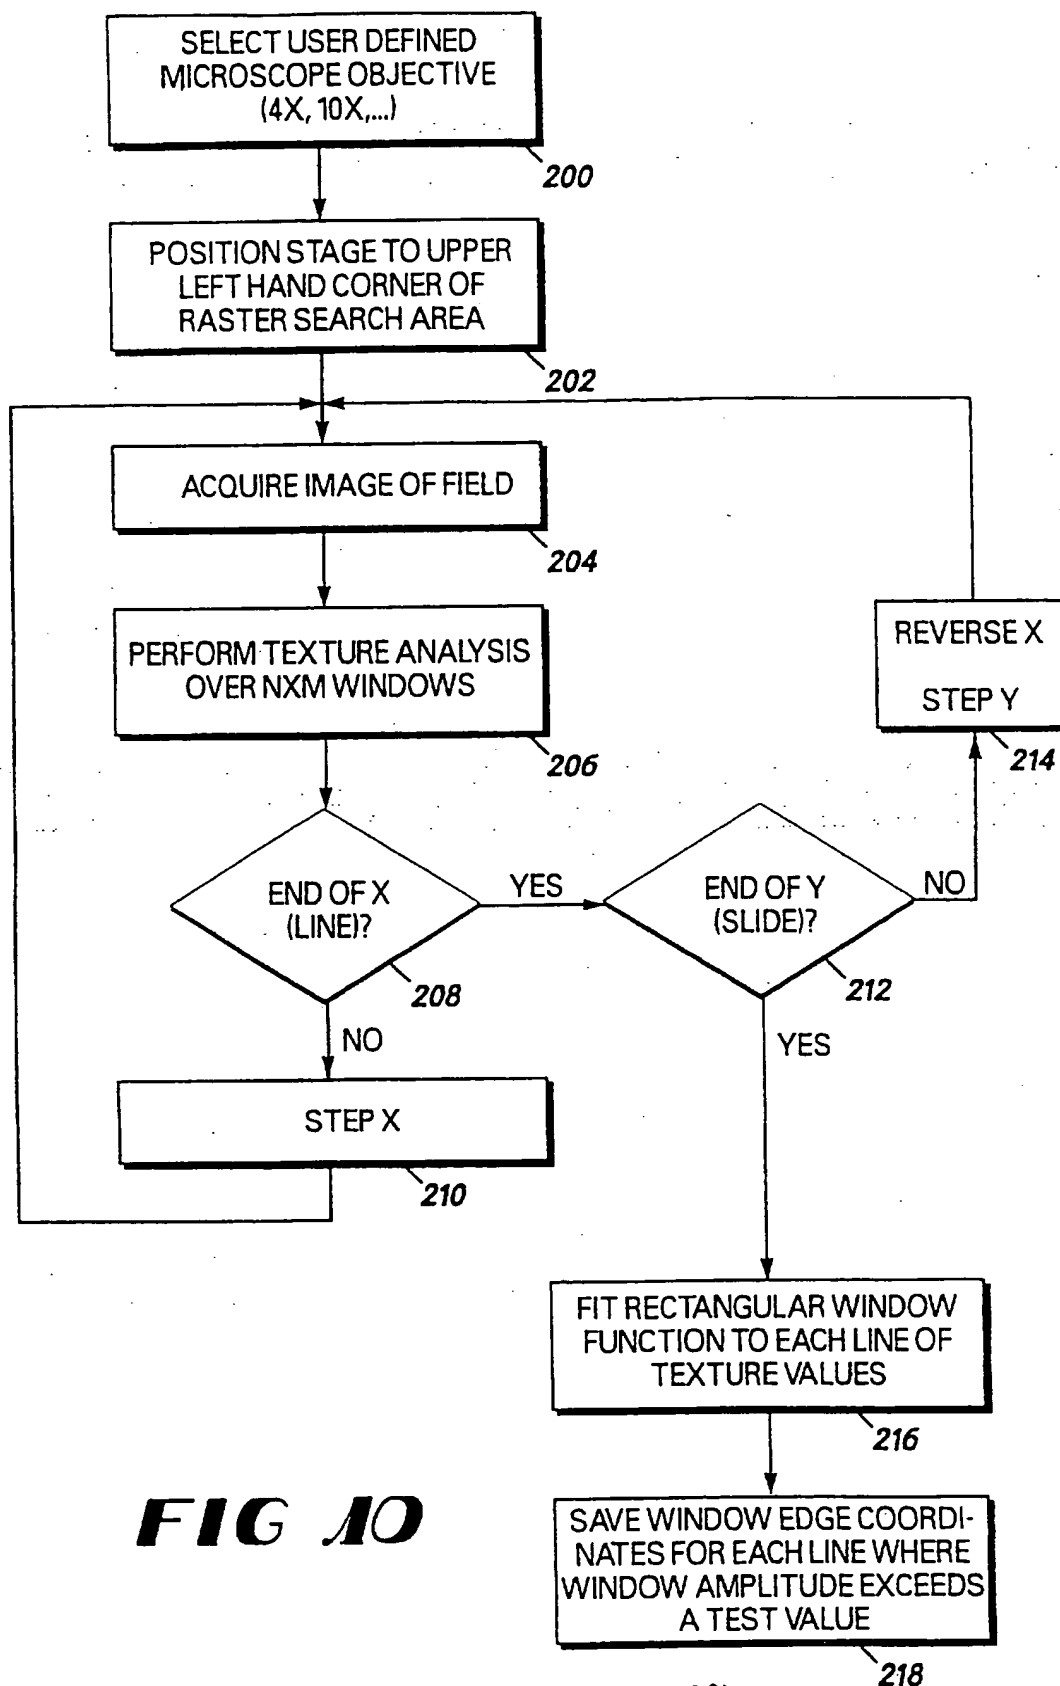 SELECT USER DEFINED
MICROSCOPE OBJECTIVE
(4X, 10X,...)
200
POSITION STAGE TO UPPER
LEFT HAND CORNER OF
RASTER SEARCH AREA
202
ACQUIRE IMAGE OF FIELD
204
PERFORM TEXTURE ANALYSIS
OVER NXM WINDOWS
206
REVERSE X
STEP Y
214
END OF X
(LINE)?
208
YES
END OF Y
(SLIDE)?
212
NO
NO
YES
STEP X
210
FIT RECTANGULAR WINDOW
FUNCTION TO EACH LINE OF
TEXTURE VALUES
216
SAVE WINDOW EDGE COORDI-
NATES FOR EACH LINE WHERE
WINDOW AMPLITUDE EXCEEDS
A TEST VALUE
218
FIG 10